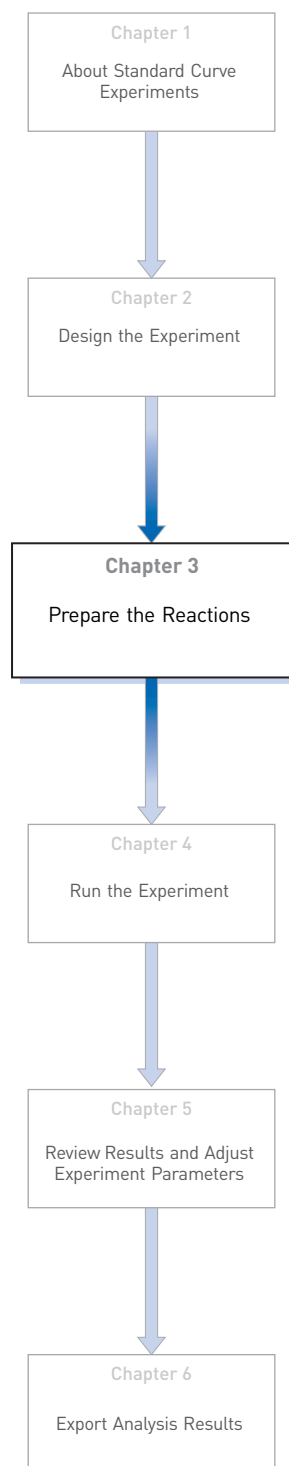 Chapter 1
About Standard Curve
Experiments
Chapter 2
Design the Experiment
Chapter 3
Prepare the Reactions
Chapter 4
Run the Experiment
Chapter 5
Review Results and Adjust
Experiment Parameters
Chapter 6
Export Analysis Results